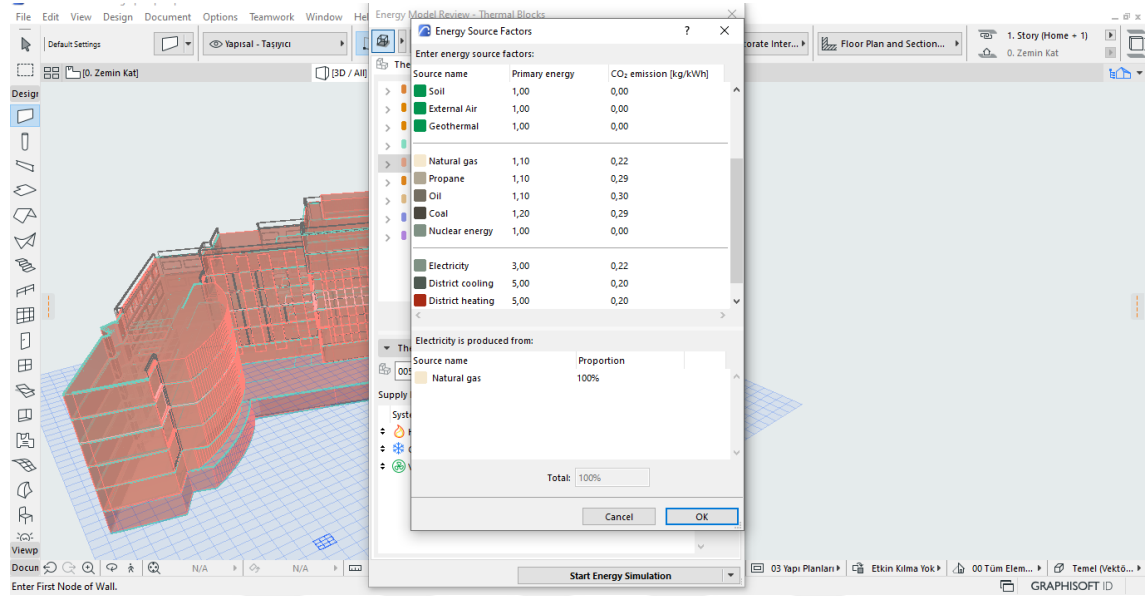 File Edit View Design Document Options Teamwork Window Hel
Energy Model Review - Thermal Blocks
Energy Source Factors ?
Default Settings
Yapısal - Taşıyıcı
orate Inter...
Floor Plan and Section...
1. Story (Home + 1)
0. Zemin Kat
[0. Zemin Kat]
[3D / All]
The
Enter energy source factors:
Source name Primary energy CO₂ emission [kg/kWh]
Soil 1,00 0,00
External Air 1,00 0,00
Geothermal 1,00 0,00
Natural gas 1,10 0,22
Propane 1,10 0,29
Oil 1,10 0,30
Coal 1,20 0,29
Nuclear energy 1,00 0,00
Electricity 3,00 0,22
District cooling 5,00 0,20
District heating 5,00 0,20
Electricity is produced from:
Source name Proportion
Natural gas 100%
Total: 100%
Cancel OK
Design
The
005
Supply
Syste
Start Energy Simulation
Viewp
Docun
N/A N/A
03 Yapı Planları
Etkin Kılma Yok
00 Tüm Elem...
Temel (Vektö...
Enter First Node of Wall.
GRAPHISOFT ID